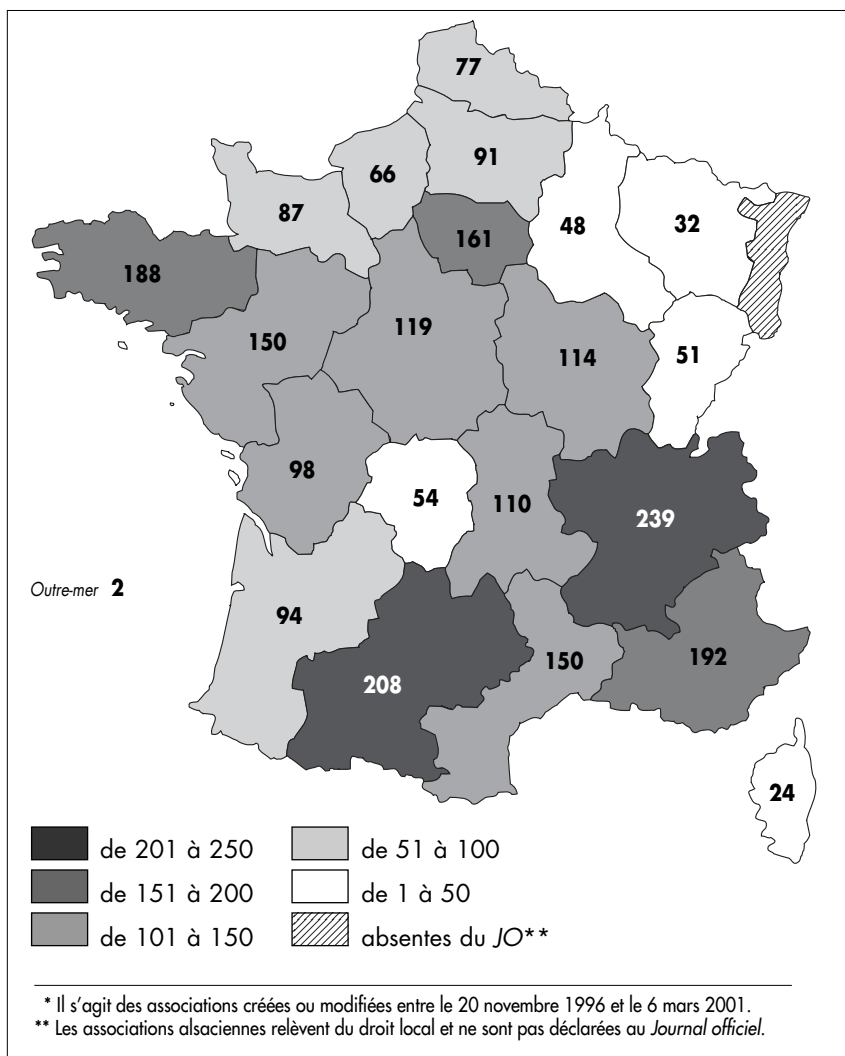 77
66
91
87
48
32
161
188
150
119
114
51
98
54
110
239
Outre-mer 2
94
150
192
208
24
de 201 à 250
de 51 à 100
de 151 à 200
de 1 à 50
de 101 à 150
absentes du JO**
* Il s'agit des associations créées ou modifiées entre le 20 novembre 1996 et le 6 mars 2001.
** Les associations alsaciennes relèvent du droit local et ne sont pas déclarées au Journal officiel.